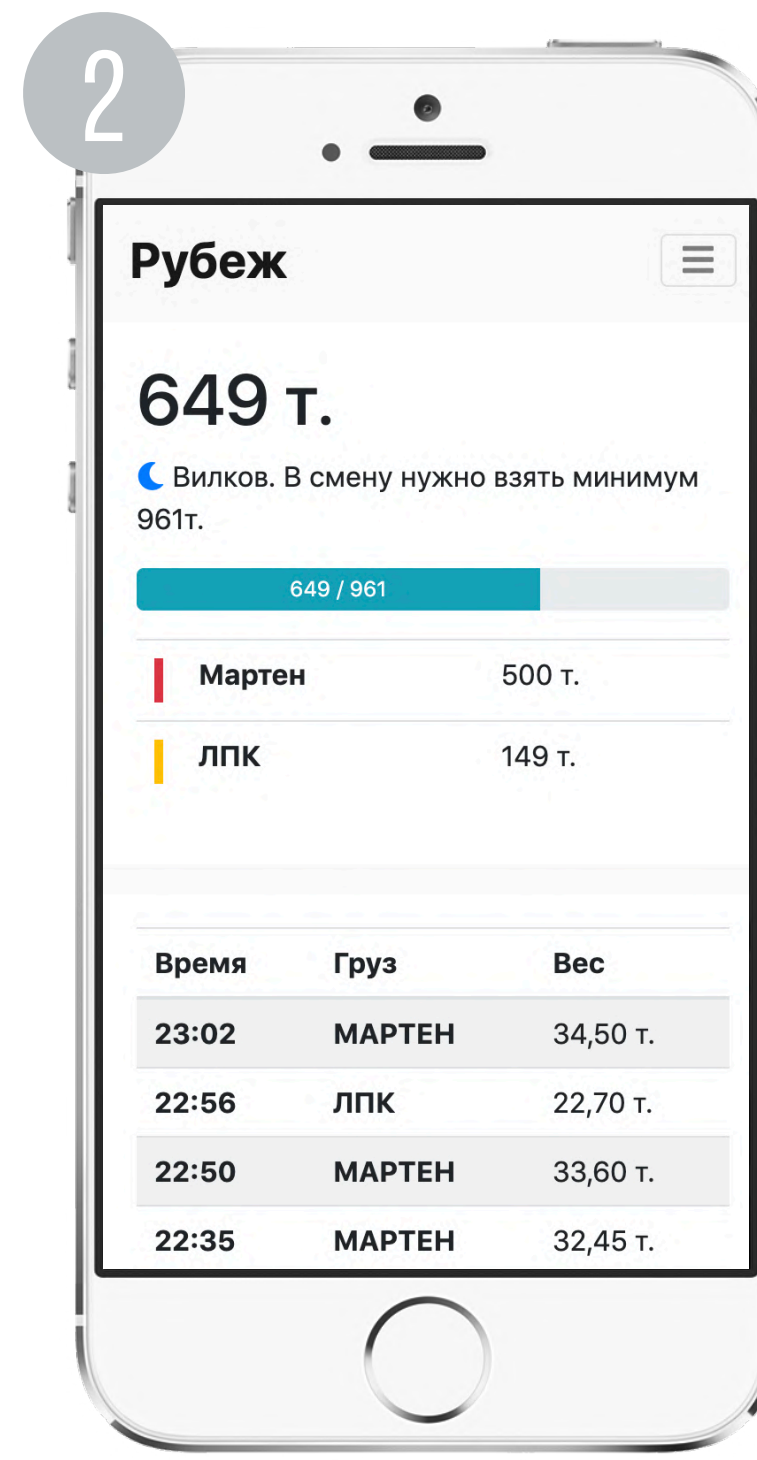 2
Рубеж
649 т.
Вилков. В смену нужно взять минимум
961т.
649 / 961
Мартен 500 т.
ЛПК 149 т.
Время Груз Вес
23:02 МАРТЕН 34,50 т.
22:56 ЛПК 22,70 т.
22:50 МАРТЕН 33,60 т.
22:35 МАРТЕН 32,45 т.